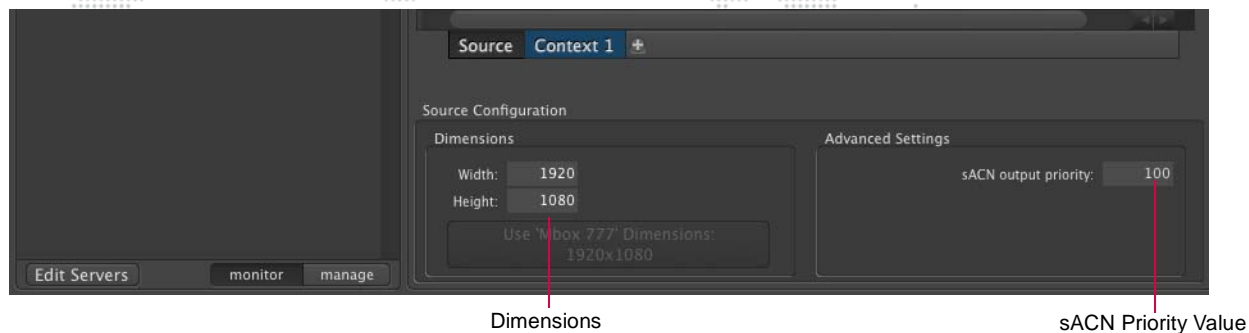 Source Context 1 +
Source Configuration
Dimensions
Width: 1920
Height: 1080
Use 'Mbox 777' Dimensions:
1920x1080
Advanced Settings
sACN output priority: 100
Edit Servers monitor manage
Dimensions
sACN Priority Value